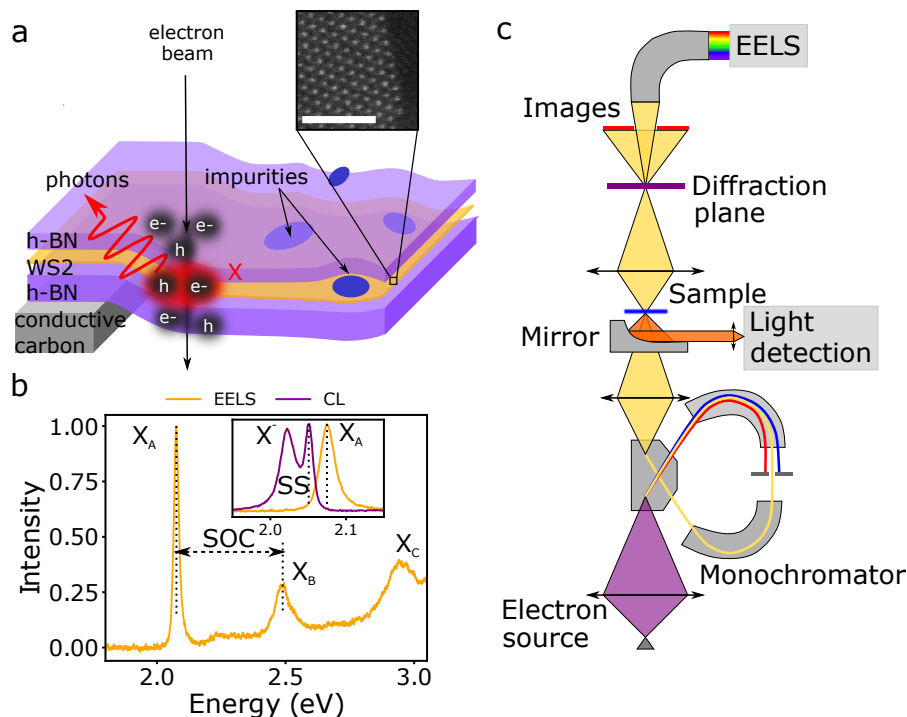 a
electron
beam
photons
impurities
e-
e-
h
h-BN
WS2
h-BN
h
e-
X
e-
h
conductive
carbon
b
EELS
CL
Intensity
1.00
0.75
0.50
0.25
0.00
X_A
SOC
X_B
X_C
X⁻
SS
X_A
2.0
2.1
2.0
2.5
3.0
Energy (eV)
c
EELS
Images
Diffraction
plane
Sample
Mirror
Light
detection
Monochromator
Electron
source